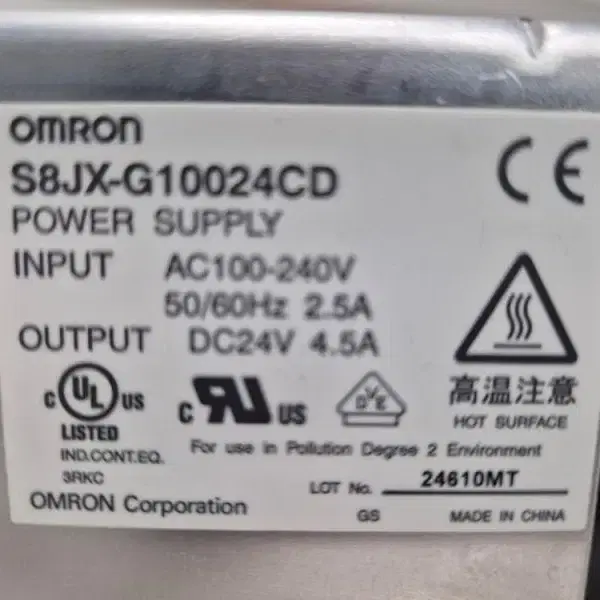 OMRON
CE
S8JX-G10024CD
POWER SUPPLY
INPUT AC100-240V
50/60Hz 2.5A
OUTPUT DC24V 4.5A
c UL US
LISTED
IND.CONT.EQ.
3RKC
c RU US
DVE
高温注意
HOT SURFACE
For use in Pollution Degree 2 Environment
LOT No. 24610MT
OMRON Corporation
GS
MADE IN CHINA